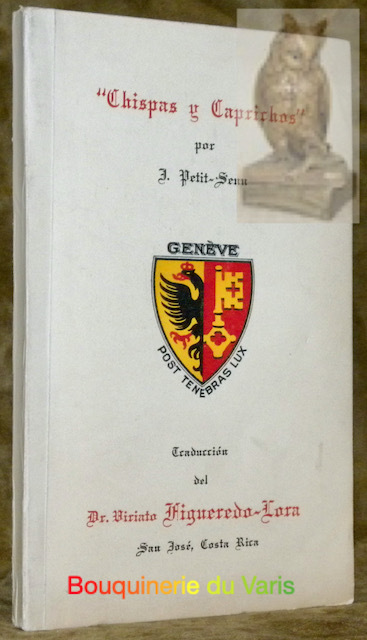 "Chispas y Caprichos"
por
J. Petit-Senn
GENÈVE
POST TENEBRAS LUX
Traducción
del
Dr. Viriato Figueredo-Lora
San José, Costa Rica
Bouquinerie du Varis